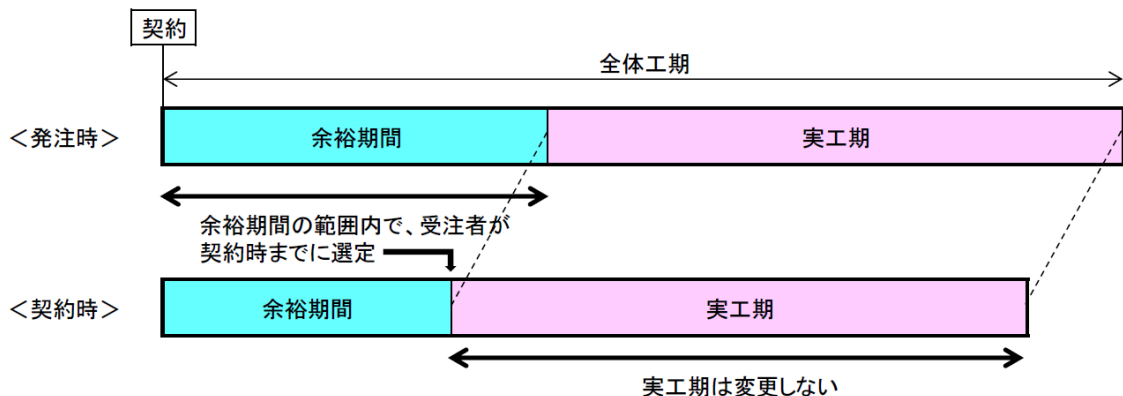 契約
全体工期
＜発注時＞
余裕期間
実工期
余裕期間の範囲内で、受注者が
契約時までに選定
＜契約時＞
余裕期間
実工期
実工期は変更しない